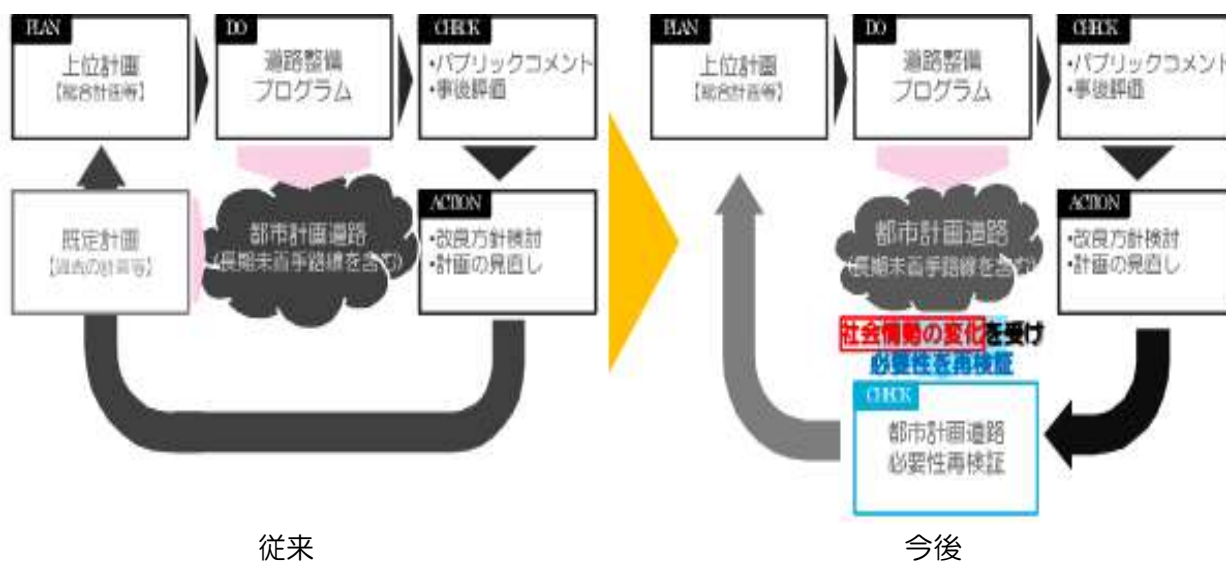 PLAN
上位計画
【総合計画等】
DO
道路整備
プログラム
CHECK
•パブリックコメント
•事後評価
ACTION
•改良方針検討
•計画の見直し
都市計画道路
(長期未着手路線を含む)
既定計画
【過去の計画等】
従来
PLAN
上位計画
【総合計画等】
DO
道路整備
プログラム
CHECK
•パブリックコメント
•事後評価
ACTION
•改良方針検討
•計画の見直し
都市計画道路
(長期未着手路線を含む)
社会情勢の変化を受け
必要性を再検証
CHECK
都市計画道路
必要性再検証
今後